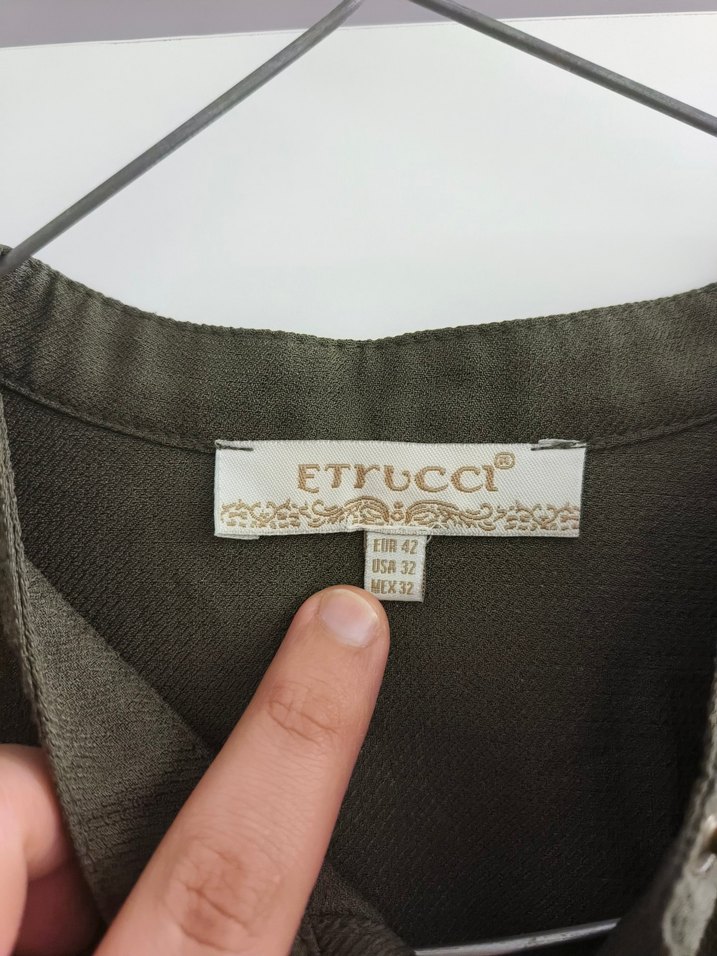 ETRUCCI®
EUR 42
USA 32
MEX 32